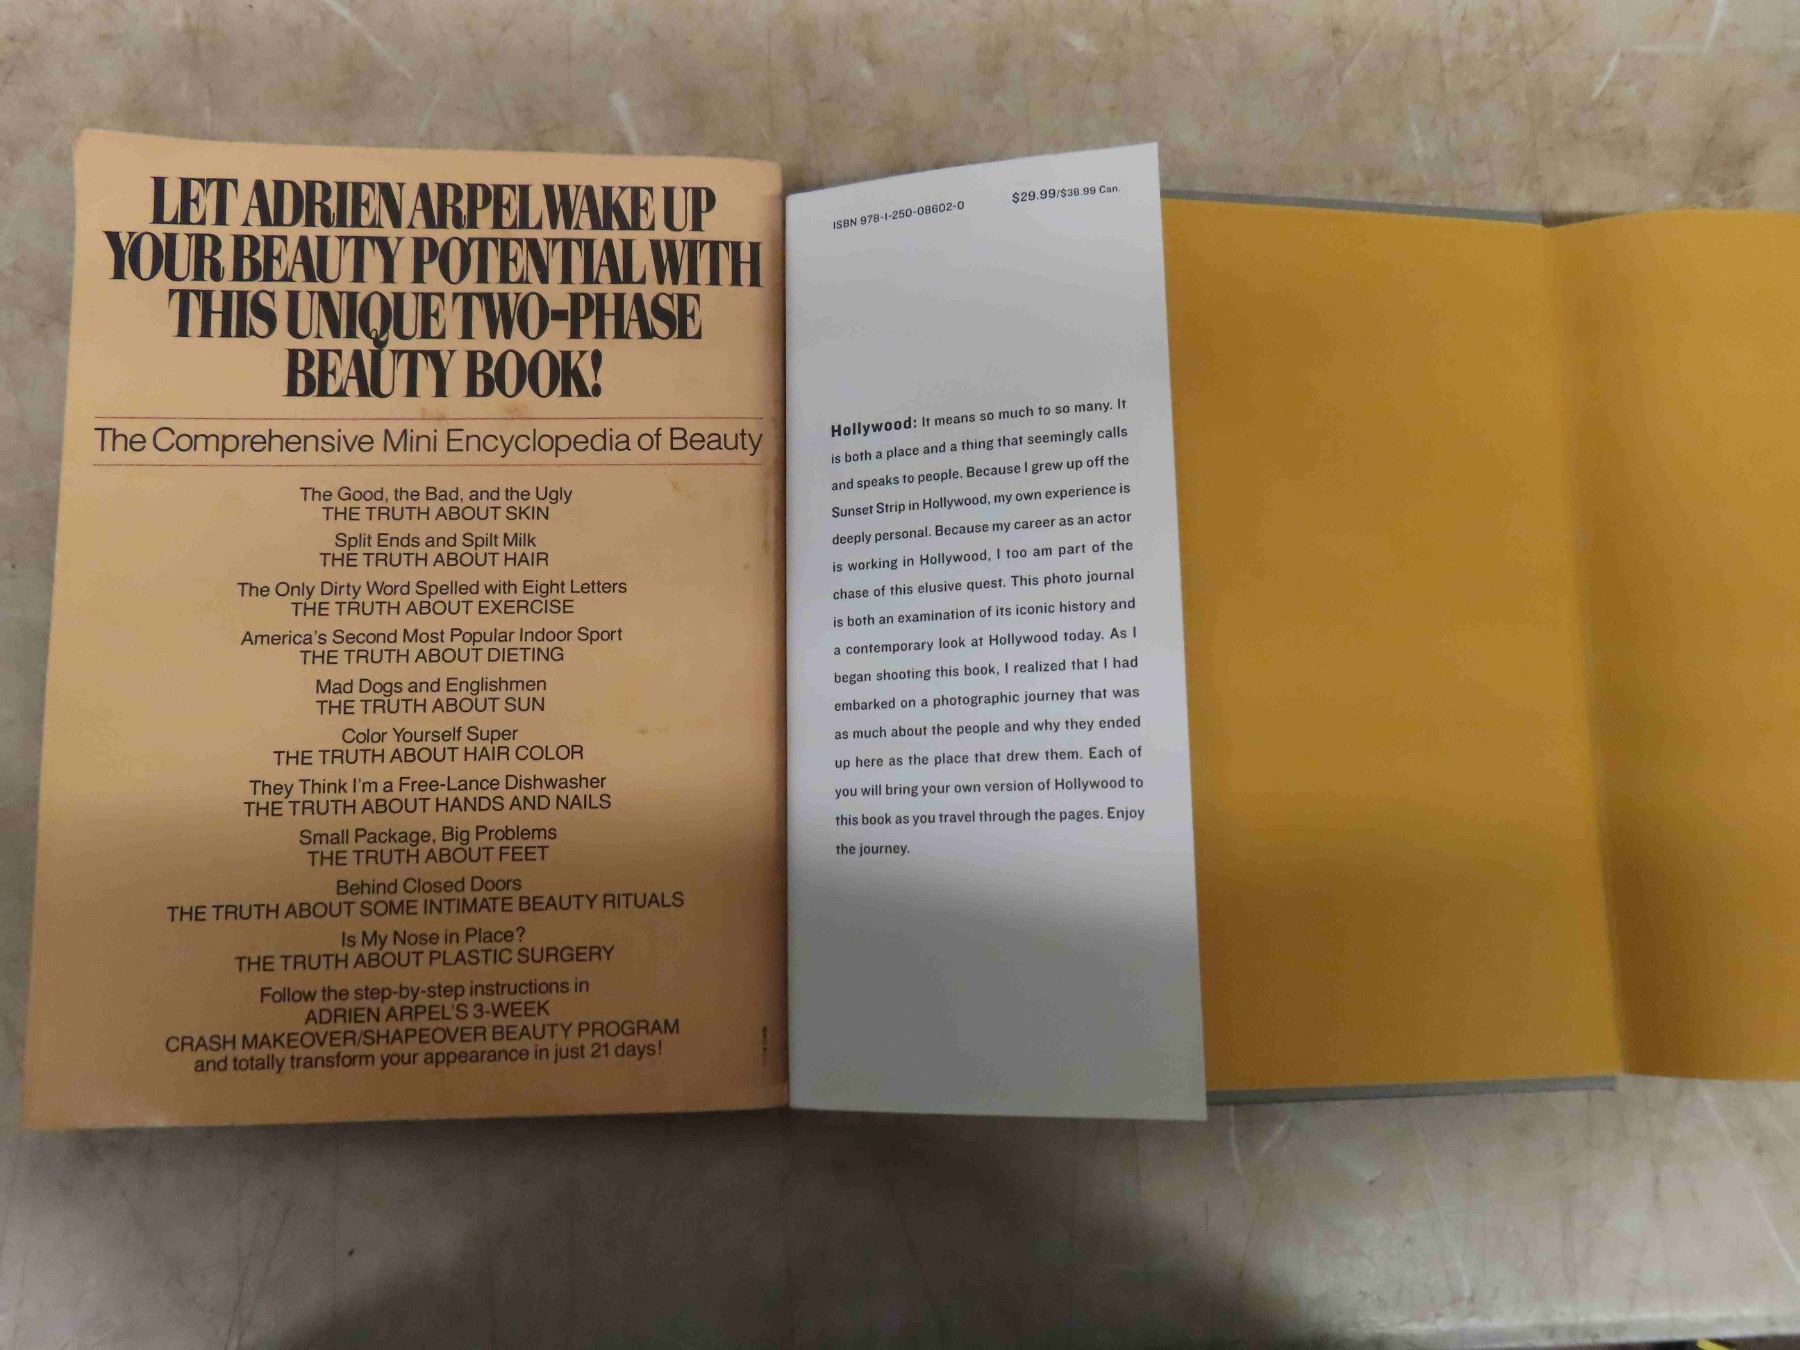 LET ADRIEN ARPEL WAKE UP
YOUR BEAUTY POTENTIAL WITH
THIS UNIQUE TWO-PHASE
BEAUTY BOOK!
The Comprehensive Mini Encyclopedia of Beauty
The Good, the Bad, and the Ugly
THE TRUTH ABOUT SKIN
Split Ends and Spilt Milk
THE TRUTH ABOUT HAIR
The Only Dirty Word Spelled with Eight Letters
THE TRUTH ABOUT EXERCISE
America's Second Most Popular Indoor Sport
THE TRUTH ABOUT DIETING
Mad Dogs and Englishmen
THE TRUTH ABOUT SUN
Color Yourself Super
THE TRUTH ABOUT HAIR COLOR
They Think I'm a Free-Lance Dishwasher
THE TRUTH ABOUT HANDS AND NAILS
Small Package, Big Problems
THE TRUTH ABOUT FEET
Behind Closed Doors
THE TRUTH ABOUT SOME INTIMATE BEAUTY RITUALS
Is My Nose in Place?
THE TRUTH ABOUT PLASTIC SURGERY
Follow the step-by-step instructions in
ADRIEN ARPEL'S 3-WEEK
CRASH MAKEOVER/SHAPEOVER BEAUTY PROGRAM
and totally transform your appearance in just 21 days!
ISBN 978-1-250-08602-0
$29.99/$38.99 Can.
Hollywood: It means so much to so many. It
is both a place and a thing that seemingly calls
and speaks to people. Because I grew up off the
Sunset Strip in Hollywood, my own experience is
deeply personal. Because my career as an actor
is working in Hollywood, I too am part of the
chase of this elusive quest. This photo journal
is both an examination of its iconic history and
a contemporary look at Hollywood today. As I
began shooting this book, I realized that I had
embarked on a photographic journey that was
as much about the people and why they ended
up here as the place that drew them. Each of
you will bring your own version of Hollywood to
this book as you travel through the pages. Enjoy
the journey.